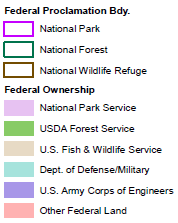 Federal Proclamation Bdy.
National Park
National Forest
National Wildlife Refuge
Federal Ownership
National Park Service
USDA Forest Service
U.S. Fish & Wildlife Service
Dept. of Defense/Military
U.S. Army Corps of Engineers
Other Federal Land